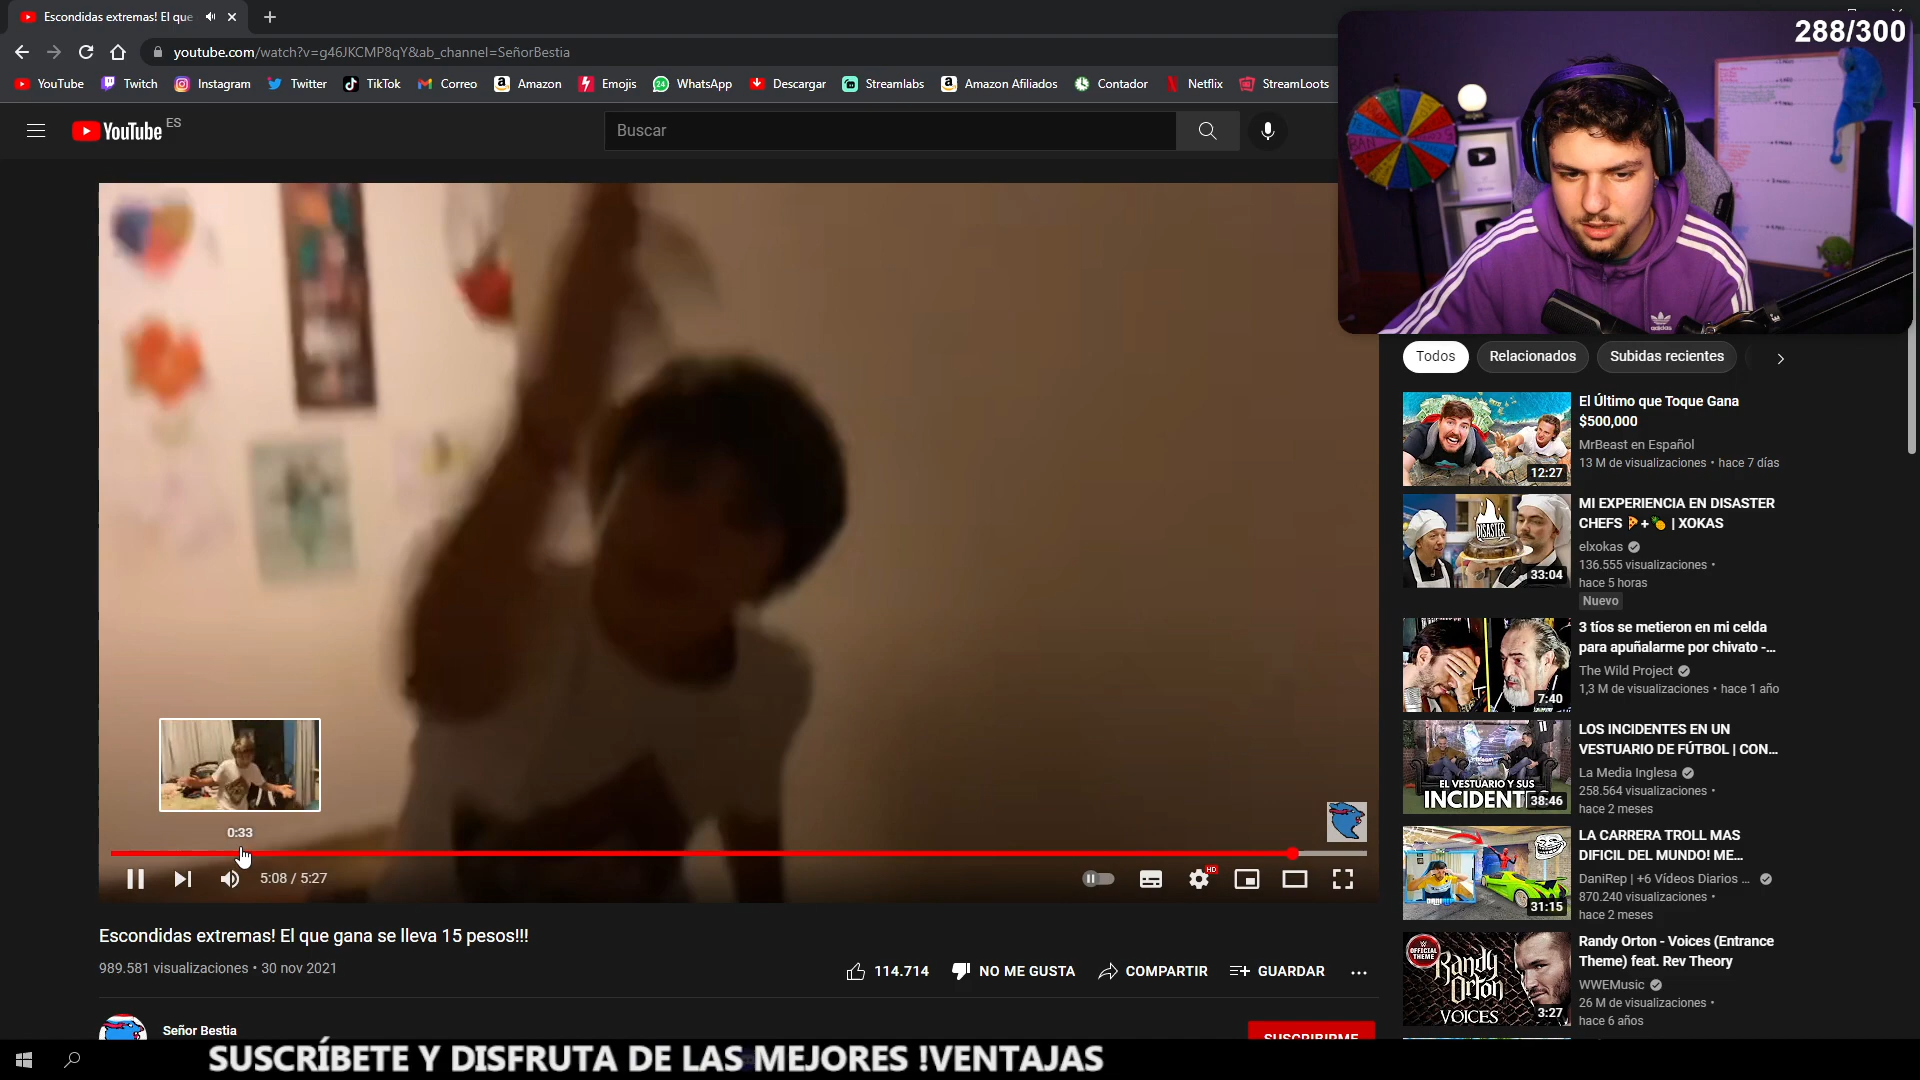 Escondidas extremas! El que
youtube.com/watch?v=g46JKCMP8qY&ab_channel=SeñorBestia
YouTube
Twitch
Instagram
Twitter
TikTok
Correo
Amazon
Emojis
WhatsApp
Descargar
Streamlabs
Amazon Afiliados
Contador
Netflix
StreamLoots
288/300
YouTube ES
Buscar
BAN
adidas
Todos
Relacionados
Subidas recientes
El Último que Toque Gana
$500,000
MrBeast en Español
13 M de visualizaciones • hace 7 días
12:27
MI EXPERIENCIA EN DISASTER
CHEFS 🍕+🍍 | XOKAS
elxokas
136.555 visualizaciones •
hace 5 horas
Nuevo
DISASTER
33:04
3 tíos se metieron en mi celda
para apuñalarme por chivato -...
The Wild Project
1,3 M de visualizaciones • hace 1 año
7:40
LOS INCIDENTES EN UN
VESTUARIO DE FÚTBOL | CON...
La Media Inglesa
258.564 visualizaciones •
hace 2 meses
EL VESTUARIO Y SUS
INCIDENT
38:46
LA CARRERA TROLL MAS
DIFICIL DEL MUNDO! ME...
DaniRep | +6 Vídeos Diarios ...
870.240 visualizaciones •
hace 2 meses
31:15
Randy Orton - Voices (Entrance
Theme) feat. Rev Theory
WWEMusic
26 M de visualizaciones •
hace 6 años
OFFICIAL
THEME
Randy
Orton
VOICES
3:27
0:33
5:08 / 5:27
HD
Escondidas extremas! El que gana se lleva 15 pesos!!!
989.581 visualizaciones • 30 nov 2021
114.714
NO ME GUSTA
COMPARTIR
GUARDAR
Señor Bestia
SUSCRIBIRME
SUSCRÍBETE Y DISFRUTA DE LAS MEJORES !VENTAJAS